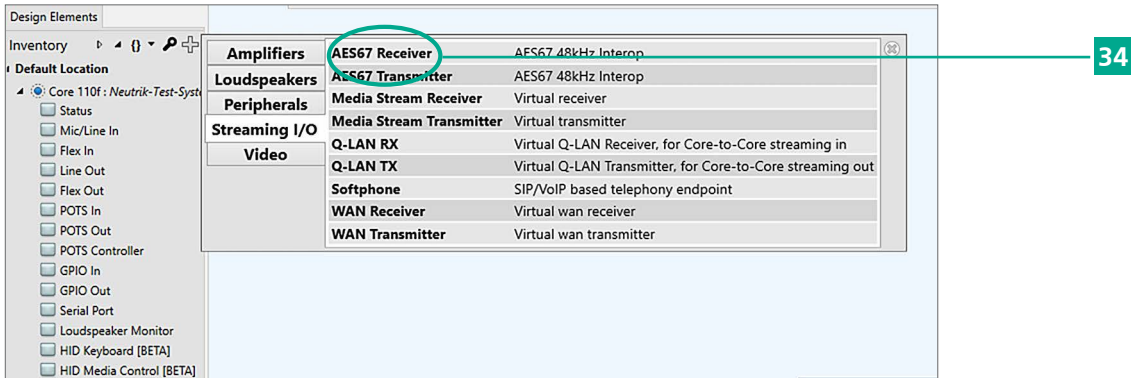 Design Elements
Inventory
Default Location
Core 110f : Neutrik-Test-Syste
Status
Mic/Line In
Flex In
Line Out
Flex Out
POTS In
POTS Out
POTS Controller
GPIO In
GPIO Out
Serial Port
Loudspeaker Monitor
HID Keyboard [BETA]
HID Media Control [BETA]
Amplifiers
Loudspeakers
Peripherals
Streaming I/O
Video
AES67 Receiver AES67 48kHz Interop
AES67 Transmitter AES67 48kHz Interop
Media Stream Receiver Virtual receiver
Media Stream Transmitter Virtual transmitter
Q-LAN RX Virtual Q-LAN Receiver, for Core-to-Core streaming in
Q-LAN TX Virtual Q-LAN Transmitter, for Core-to-Core streaming out
Softphone SIP/VoIP based telephony endpoint
WAN Receiver Virtual wan receiver
WAN Transmitter Virtual wan transmitter
34